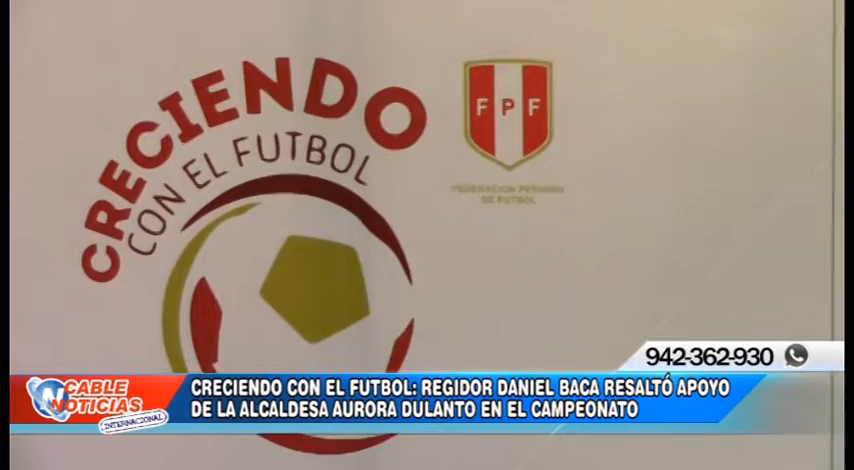 CRECIENDO
CON EL FUTBOL
FPF
FEDERACION PERUANA
DE FUTBOL
942-362-930
CABLE
NOTICIAS
INTERNACIONAL
CRECIENDO CON EL FUTBOL: REGIDOR DANIEL BACA RESALTÓ APOYO
DE LA ALCALDESA AURORA DULANTO EN EL CAMPEONATO